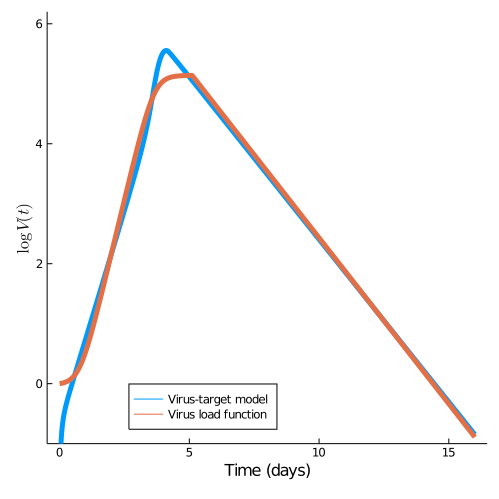 6
4
2
0
log V(t)
Virus-target model
Virus load function
0 5 10 15
Time (days)